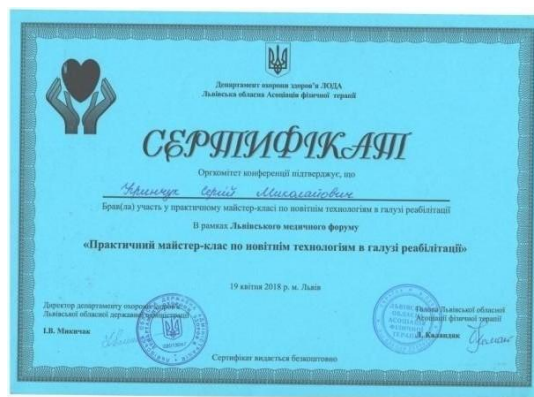 Департамент охорони здоров'я ЛОДА
Львівська обласна Асоціація фізичної терапії
СЕРТИФІКАТ
Оргкомітет конференції підтверджує, що
Сергій Миколайович
Брав(ла) участь у практичному майстер-класі по новітнім технологіям в галузі реабілітації
В рамках Львівського медичного форуму
«Практичний майстер-клас по новітнім технологіям в галузі реабілітації»
19 квітня 2018 р. м. Львів
Директор департаменту охорони здоров'я
Львівської обласної державної адміністрації
І.В. Микичак
Голова Львівської обласної
Асоціації фізичної терапії
Сертифікат видається безкоштовно